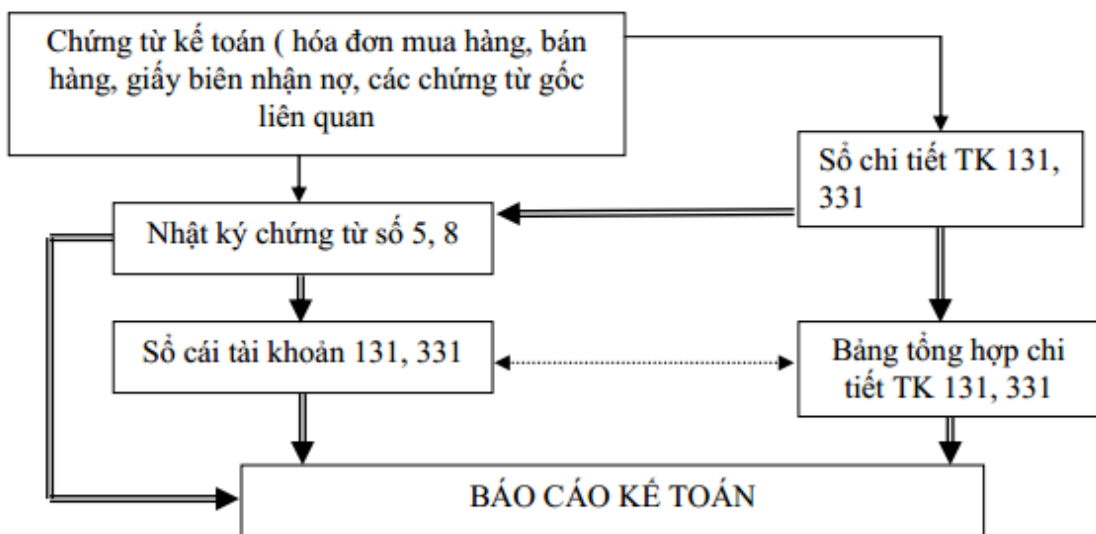 Chứng từ kế toán ( hóa đơn mua hàng, bán
hàng, giấy biên nhận nợ, các chứng từ gốc
liên quan
Sổ chi tiết TK 131,
331
Nhật ký chứng từ số 5, 8
Sổ cái tài khoản 131, 331
Bảng tổng hợp chi
tiết TK 131, 331
BÁO CÁO KẾ TOÁN